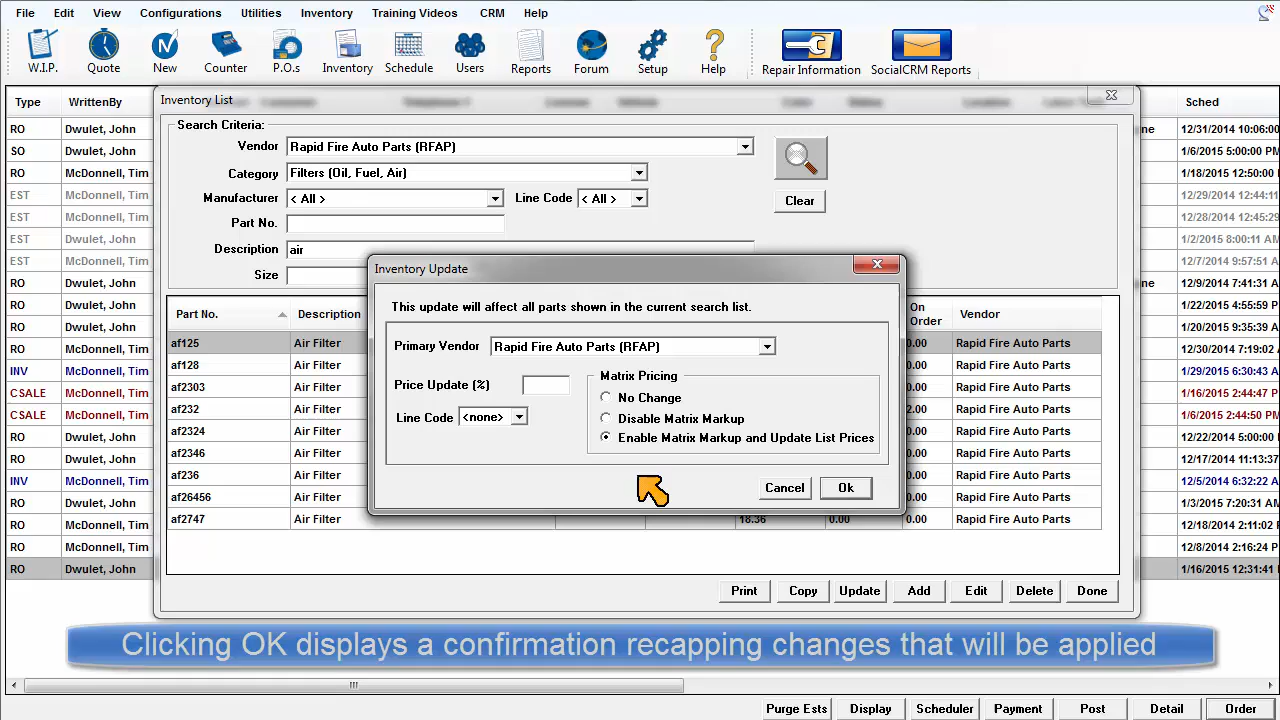 File Edit View Configurations Utilities Inventory Training Videos CRM Help
W.I.P. Quote New Counter P.O.s Inventory Schedule Users Reports Forum Setup Help Repair Information SocialCRM Reports
Type WrittenBy Sched
Inventory List
Search Criteria:
Vendor Rapid Fire Auto Parts (RFAP)
Category Filters (Oil, Fuel, Air)
Manufacturer < All > Line Code < All > Clear
Part No.
Description air
Size
RO Dwulet, John ne 12/31/2014 10:06:00
SO Dwulet, John 1/6/2015 5:00:00 PM
RO McDonnell, Tim 1/18/2015 12:50:00
EST McDonnell, Tim 12/29/2014 12:44:11
EST McDonnell, Tim 12/28/2014 12:45:29
EST McDonnell, Tim 1/2/2015 8:00:11 AM
EST McDonnell, Tim 12/7/2015 9:57:51
RO Dwulet, John ne 12/9/2014 7:41:31
RO Dwulet, John 1/22/2015 4:55:59
RO Dwulet, John 1/20/2015 9:35:39
RO McDonnell, Tim 12/30/2014 7:19:02
INV McDonnell, Tim 1/29/2015 6:30:43
CSALE McDonnell, Tim 1/16/2015 2:44:47
CSALE McDonnell, Tim 1/6/2015 2:44:50
RO Dwulet, John 12/22/2014 5:00:00
RO Dwulet, John 12/17/2014 11:13:37
INV McDonnell, Tim 12/5/2014 6:32:22
RO Dwulet, John 1/3/2015 7:20:31
RO Dwulet, John 12/18/2014 2:11:02
RO McDonnell, Tim 12/8/2014 2:16:24
RO Dwulet, John 1/16/2015 12:31:41
Part No. Description On Order Vendor
af125 Air Filter 0.00 Rapid Fire Auto Parts
af128 Air Filter 0.00 Rapid Fire Auto Parts
af2303 Air Filter 0.00 Rapid Fire Auto Parts
af232 Air Filter 2.00 Rapid Fire Auto Parts
af2324 Air Filter 0.00 Rapid Fire Auto Parts
af2346 Air Filter 0.00 Rapid Fire Auto Parts
af236 Air Filter 0.00 Rapid Fire Auto Parts
af26456 Air Filter 0.00 Rapid Fire Auto Parts
af2747 Air Filter 18.36 0.00 0.00 Rapid Fire Auto Parts
Inventory Update
This update will affect all parts shown in the current search list.
Primary Vendor Rapid Fire Auto Parts (RFAP)
Price Update (%)
Line Code <none>
Matrix Pricing
No Change
Disable Matrix Markup
Enable Matrix Markup and Update List Prices
Cancel Ok
Print Copy Update Add Edit Delete Done
Clicking OK displays a confirmation recapping changes that will be applied
Purge Ests Display Scheduler Payment Post Detail Order